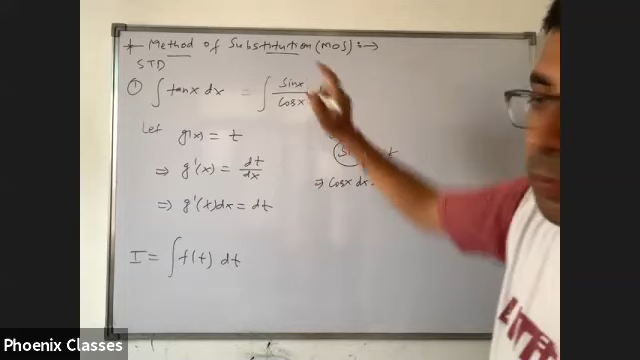 * Method of Substitution (MOS) :→
STD
① ∫ tanx dx = ∫ Sinx / Cosx
Let g(x) = t
⇒ g'(x) = dt/dx
⇒ Cosx dx
⇒ g'(x)dx = dt
I = ∫ f(t) dt
Phoenix Classes